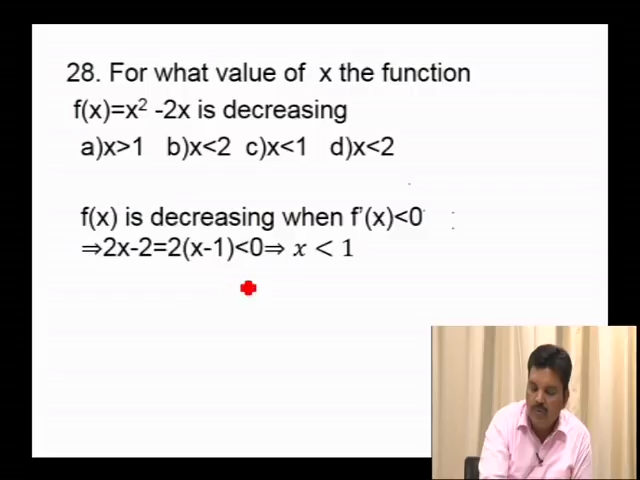 28. For what value of x the function
f(x)=x² -2x is decreasing
a)x>1 b)x<2 c)x<1 d)x<2
f(x) is decreasing when f'(x)<0
⇒2x-2=2(x-1)<0⇒ x < 1